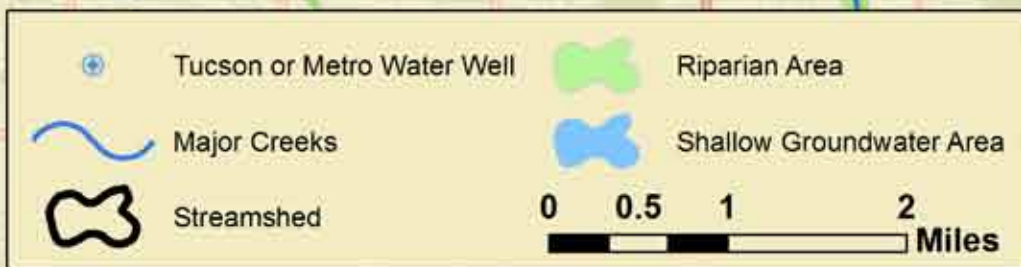 Tucson or Metro Water Well
Riparian Area
Major Creeks
Shallow Groundwater Area
Streamshed
0 0.5 1 2
Miles